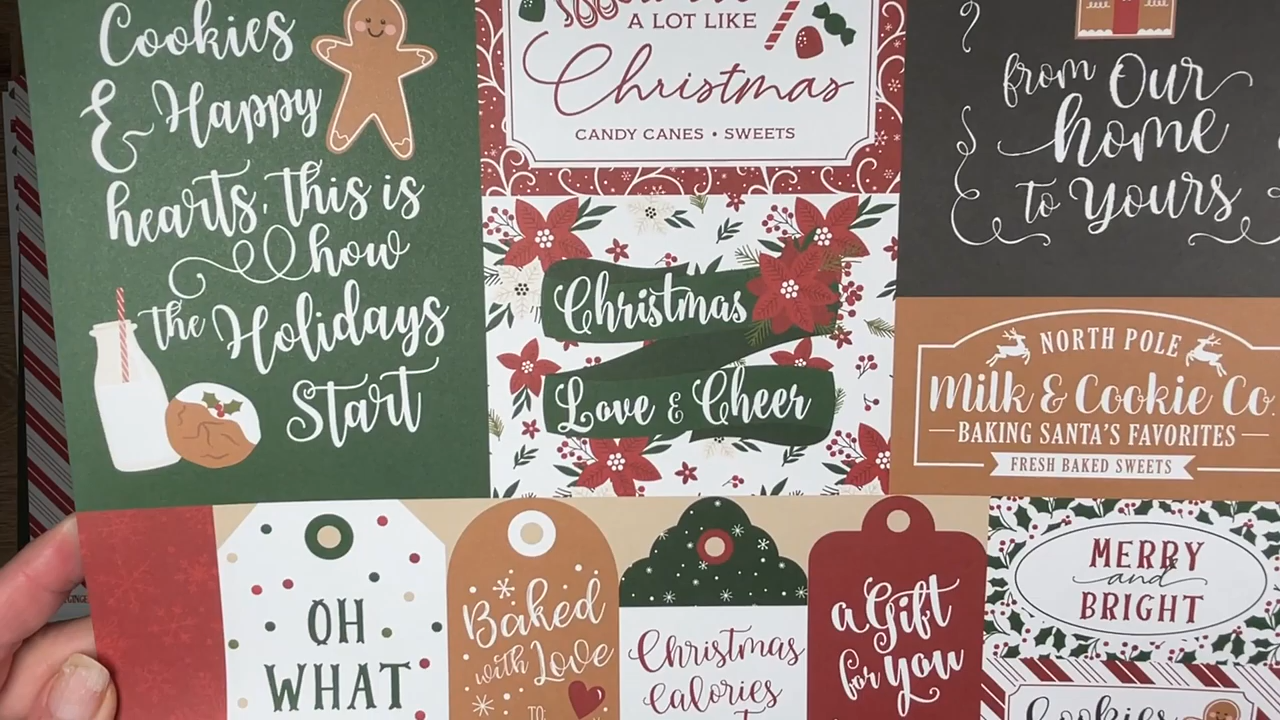 Cookies
& Happy
hearts, this is
how
the Holidays
Start
A LOT LIKE
Christmas
CANDY CANES • SWEETS
from Our
home
to Yours
Christmas
Love & Cheer
NORTH POLE
Milk & Cookie Co.
BAKING SANTA'S FAVORITES
FRESH BAKED SWEETS
OH
WHAT
Baked
with Love
TO:
Christmas
Calories
a Gift
for you
MERRY
and
BRIGHT
Cookies